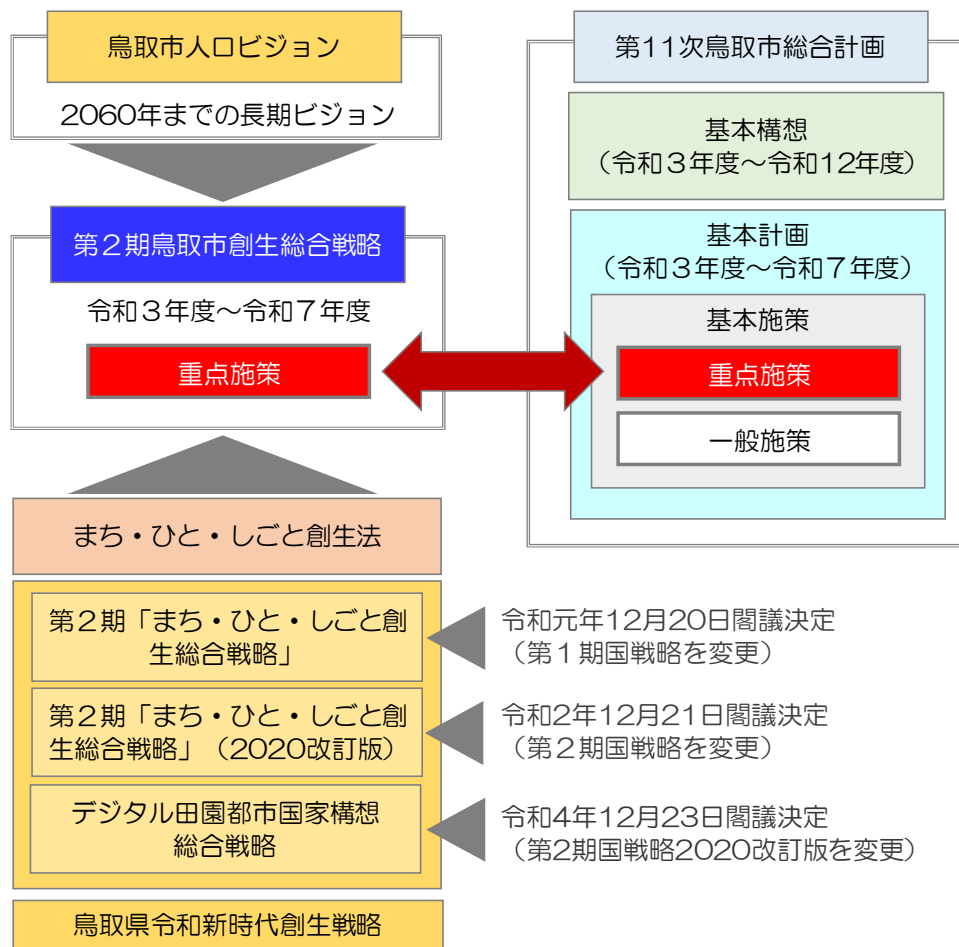 鳥取市人口ビジョン
2060年までの長期ビジョン
第２期鳥取市創生総合戦略
令和３年度～令和７年度
重点施策
第11次鳥取市総合計画
基本構想
（令和３年度～令和12年度）
基本計画
（令和３年度～令和７年度）
基本施策
重点施策
一般施策
まち・ひと・しごと創生法
第２期「まち・ひと・しごと創
生総合戦略」
令和元年12月20日閣議決定
（第１期国戦略を変更）
第２期「まち・ひと・しごと創
生総合戦略」（2020改訂版）
令和2年12月21日閣議決定
（第２期国戦略を変更）
デジタル田園都市国家構想
総合戦略
令和4年12月23日閣議決定
（第2期国戦略2020改訂版を変更）
鳥取県令和新時代創生戦略